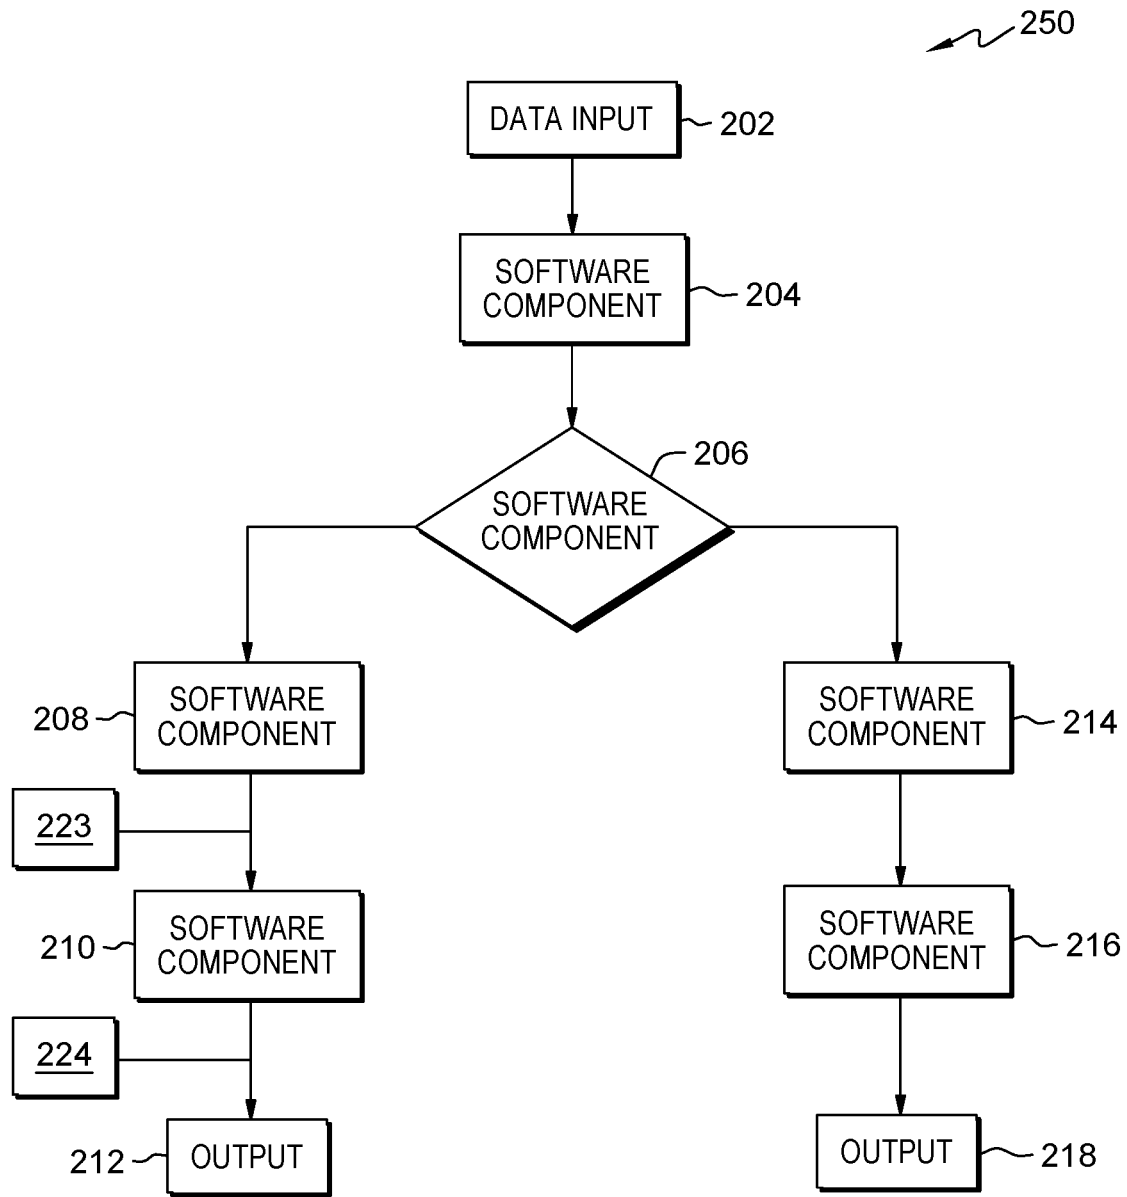 250
DATA INPUT
202
SOFTWARE
COMPONENT
204
206
SOFTWARE
COMPONENT
SOFTWARE
COMPONENT
208
SOFTWARE
COMPONENT
214
223
SOFTWARE
COMPONENT
210
SOFTWARE
COMPONENT
216
224
OUTPUT
212
OUTPUT
218